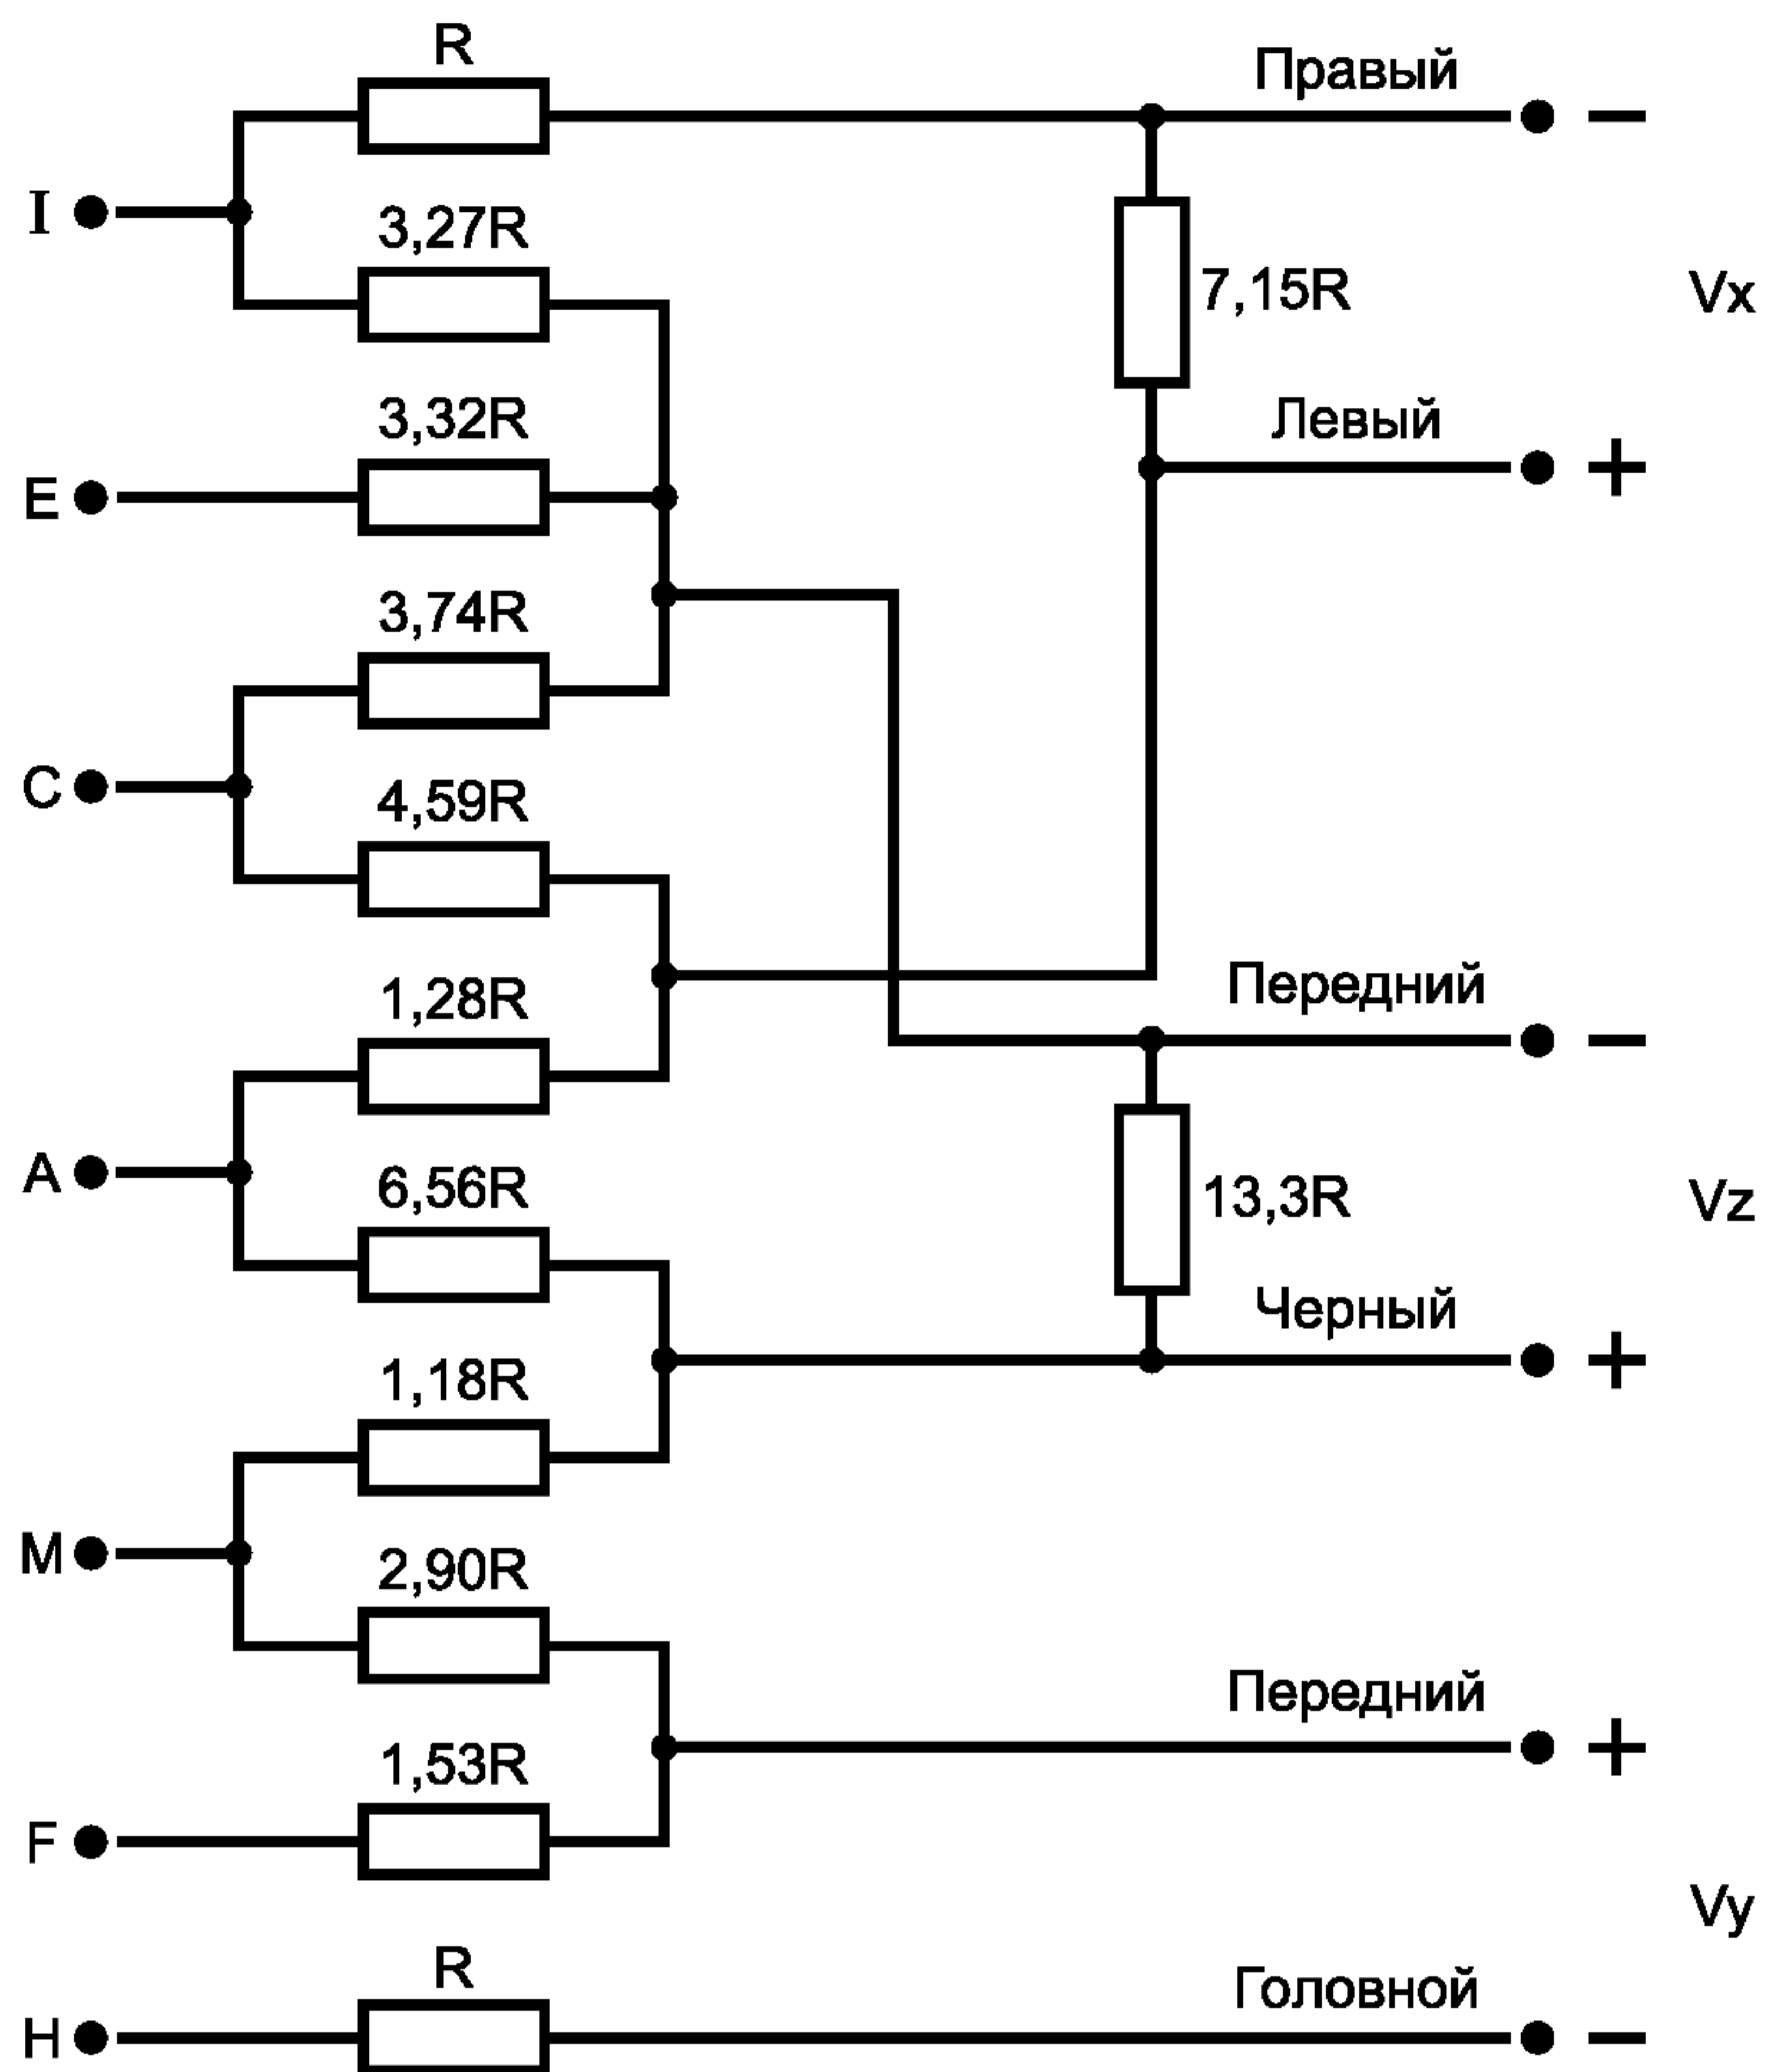 R
Правый
I
3,27R
7,15R
Vx
3,32R
Левый
E
3,74R
C
4,59R
Передний
1,28R
A
6,56R
13,3R
Vz
Черный
1,18R
M
2,90R
Передний
1,53R
F
Vy
R
Головной
H